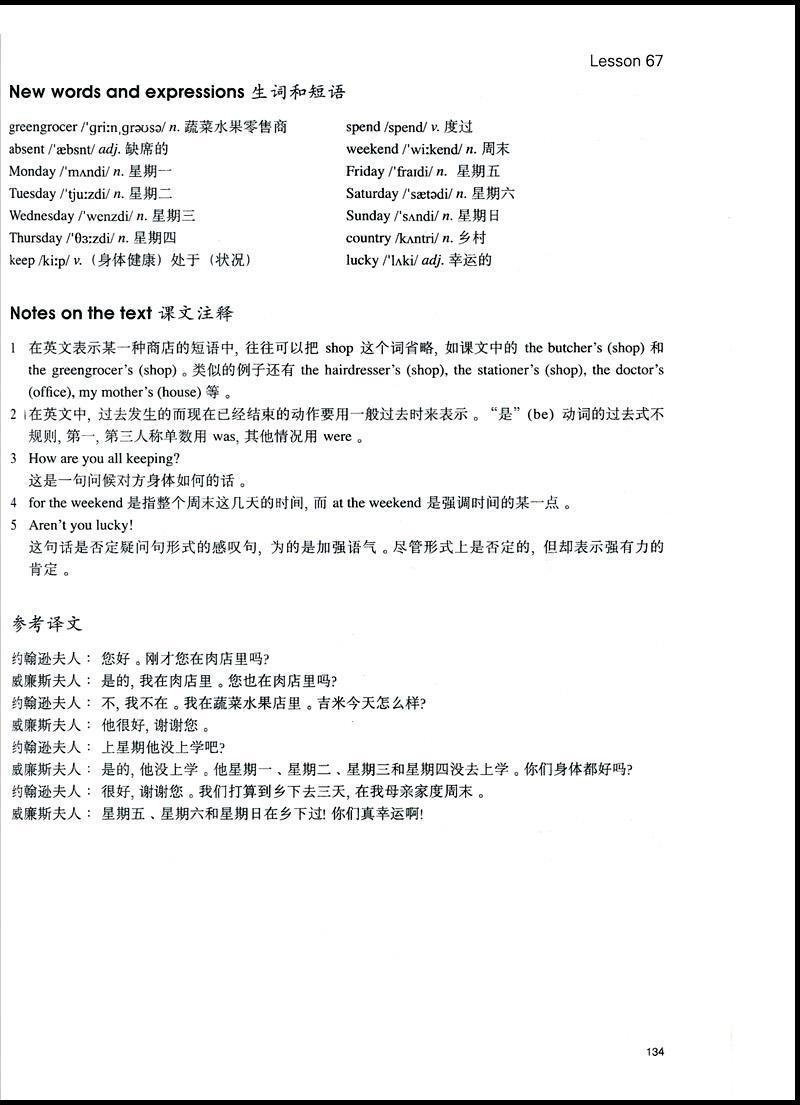 Lesson 67
New words and expressions 生词和短语
greengrocer /'gri:nˌgrəʊsə/ n. 蔬菜水果零售商
absent /'æbsnt/ adj. 缺席的
Monday /'mʌndi/ n. 星期一
Tuesday /'tju:zdi/ n. 星期二
Wednesday /'wenzdi/ n. 星期三
Thursday /'θɜ:zdi/ n. 星期四
keep /ki:p/ v.（身体健康）处于（状况）
spend /spend/ v. 度过
weekend /'wi:kend/ n. 周末
Friday /'fraɪdi/ n. 星期五
Saturday /'sætədi/ n. 星期六
Sunday /'sʌndi/ n. 星期日
country /kʌntri/ n. 乡村
lucky /'lʌki/ adj. 幸运的
Notes on the text 课文注释
1 在英文表示某一种商店的短语中, 往往可以把 shop 这个词省略, 如课文中的 the butcher's (shop) 和
the greengrocer's (shop) 。类似的例子还有 the hairdresser's (shop), the stationer's (shop), the doctor's
(office), my mother's (house) 等 。
2 在英文中, 过去发生的而现在已经结束的动作要用一般过去时来表示 。“是”(be) 动词的过去式不
规则, 第一, 第三人称单数用 was, 其他情况用 were 。
3 How are you all keeping?
这是一句问候对方身体如何的话 。
4 for the weekend 是指整个周末这几天的时间, 而 at the weekend 是强调时间的某一点 。
5 Aren't you lucky!
这句话是否定疑问句形式的感叹句, 为的是加强语气 。尽管形式上是否定的, 但却表示强有力的
肯定 。
参考译文
约翰逊夫人： 您好 。刚才您在肉店里吗?
威廉斯夫人： 是的, 我在肉店里 。您也在肉店里吗?
约翰逊夫人： 不, 我不在 。我在蔬菜水果店里 。吉米今天怎么样?
威廉斯夫人： 他很好, 谢谢您 。
约翰逊夫人： 上星期他没上学吧?
威廉斯夫人： 是的, 他没上学 。他星期一 、星期二 、星期三和星期四没去上学 。你们身体都好吗?
约翰逊夫人： 很好, 谢谢您 。我们打算到乡下去三天, 在我母亲家度周末 。
威廉斯夫人： 星期五 、星期六和星期日在乡下过! 你们真幸运啊!
134